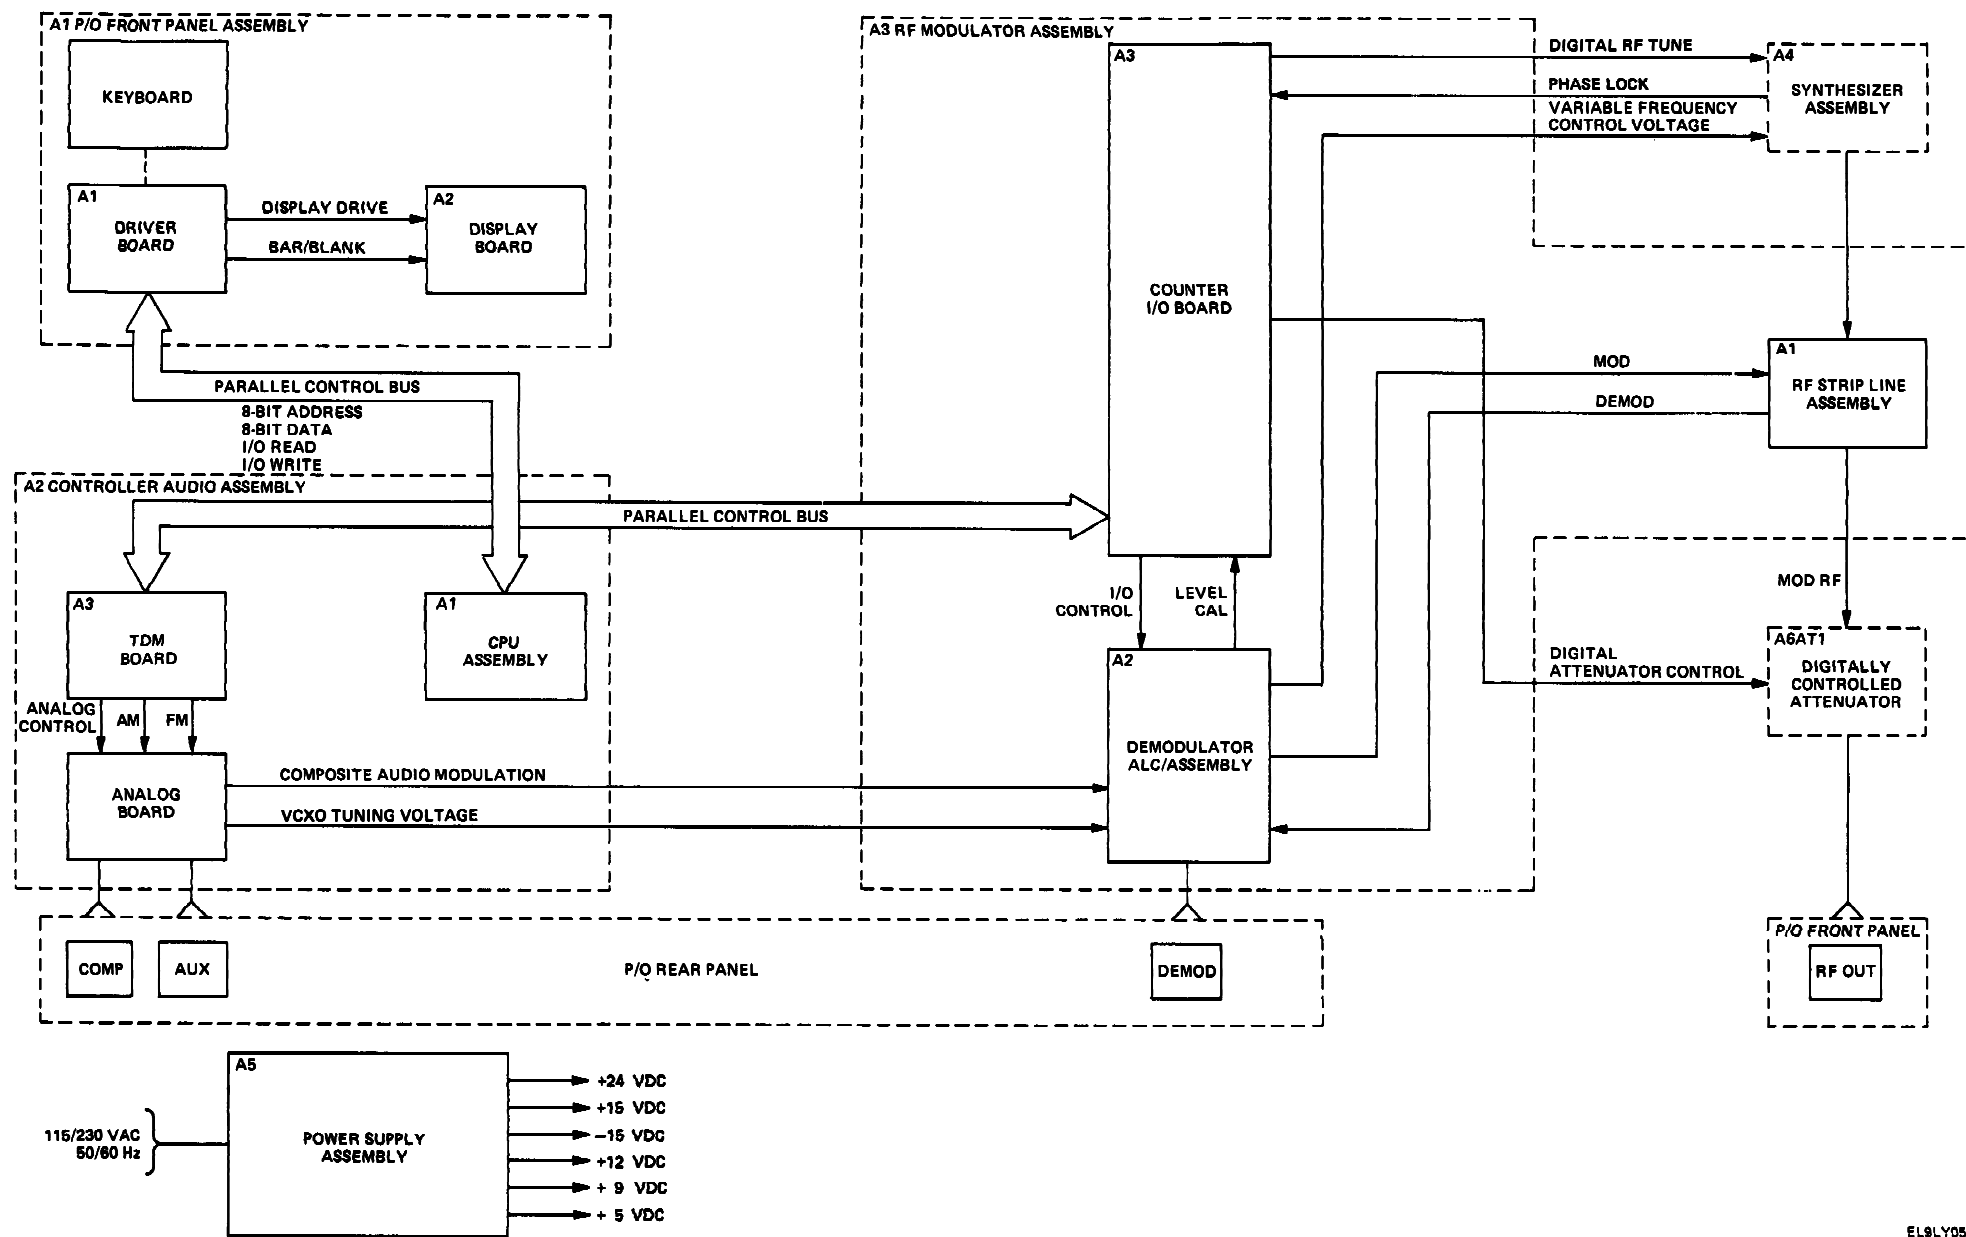 A1 P/O FRONT PANEL ASSEMBLY
KEYBOARD
A1
DRIVER
BOARD
DISPLAY DRIVE
BAR/BLANK
A2
DISPLAY
BOARD
PARALLEL CONTROL BUS
8-BIT ADDRESS
8-BIT DATA
I/O READ
I/O WRITE
A2 CONTROLLER AUDIO ASSEMBLY
PARALLEL CONTROL BUS
A3
TDM
BOARD
A1
CPU
ASSEMBLY
ANALOG
CONTROL
AM
FM
ANALOG
BOARD
COMPOSITE AUDIO MODULATION
VCXO TUNING VOLTAGE
A3 RF MODULATOR ASSEMBLY
A3
COUNTER
I/O BOARD
I/O
CONTROL
LEVEL
CAL
A2
DEMODULATOR
ALC/ASSEMBLY
DIGITAL RF TUNE
PHASE LOCK
VARIABLE FREQUENCY
CONTROL VOLTAGE
A4
SYNTHESIZER
ASSEMBLY
MOD
DEMOD
A1
RF STRIP LINE
ASSEMBLY
MOD RF
DIGITAL
ATTENUATOR CONTROL
A6AT1
DIGITALLY
CONTROLLED
ATTENUATOR
COMP
AUX
P/O REAR PANEL
DEMOD
P/O FRONT PANEL
RF OUT
115/230 VAC
50/60 Hz
A5
POWER SUPPLY
ASSEMBLY
+24 VDC
+15 VDC
−15 VDC
+12 VDC
+ 9 VDC
+ 5 VDC
EL9LY05